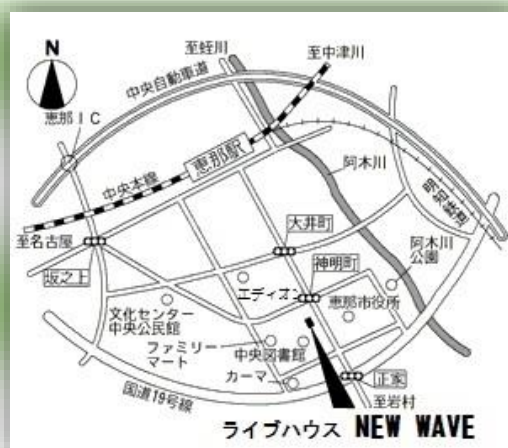 N
至蛭川
至中津川
中央自動車道
恵那IC
恵那駅
中央本線
阿木川
明知鉄道
至名古屋
大井町
坂之上
神明町
阿木川
公園
エディオン
文化センター
中央公民館
恵那市役所
ファミリー
マート
中央図書館
カーマ
正家
国道19号線
至岩村
ライブハウス NEW WAVE